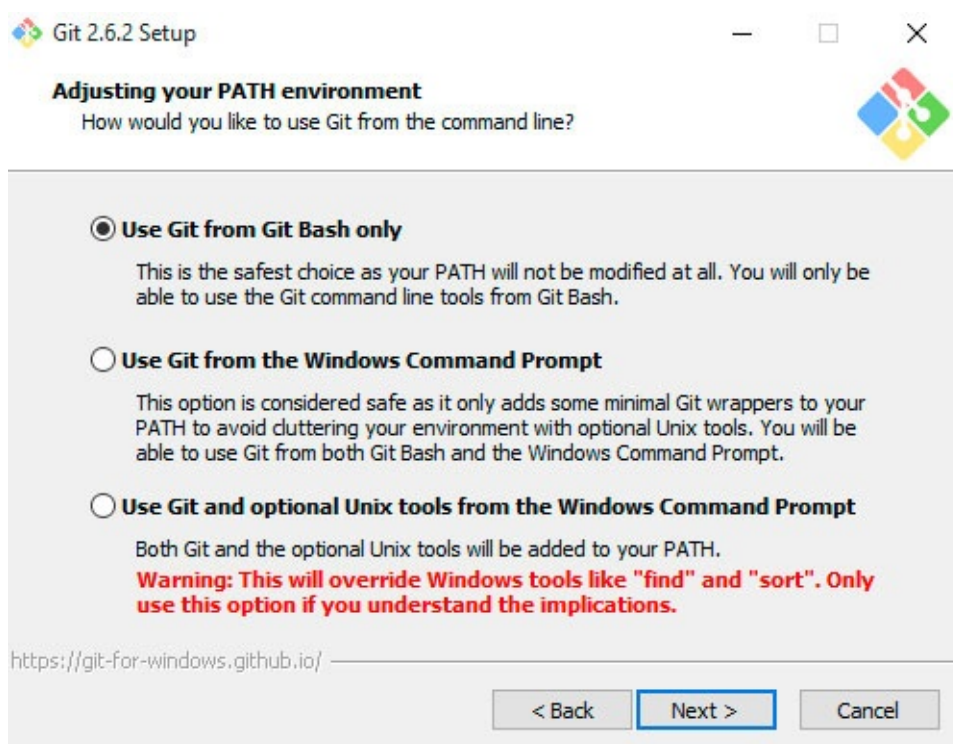 Git 2.6.2 Setup
Adjusting your PATH environment
How would you like to use Git from the command line?
Use Git from Git Bash only
This is the safest choice as your PATH will not be modified at all. You will only be
able to use the Git command line tools from Git Bash.
Use Git from the Windows Command Prompt
This option is considered safe as it only adds some minimal Git wrappers to your
PATH to avoid cluttering your environment with optional Unix tools. You will be
able to use Git from both Git Bash and the Windows Command Prompt.
Use Git and optional Unix tools from the Windows Command Prompt
Both Git and the optional Unix tools will be added to your PATH.
Warning: This will override Windows tools like "find" and "sort". Only
use this option if you understand the implications.
https://git-for-windows.github.io/
< Back Next > Cancel